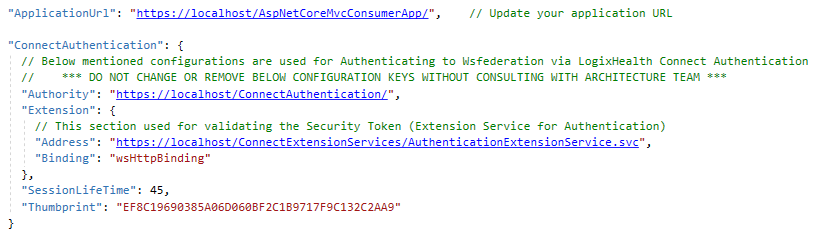 "ApplicationUrl": "https://localhost/AspNetCoreMvcConsumerApp/",    // Update your application URL
"ConnectAuthentication": {
// Below mentioned configurations are used for Authenticating to Wsfederation via LogixHealth Connect Authentication
//    *** DO NOT CHANGE OR REMOVE BELOW CONFIGURATION KEYS WITHOUT CONSULTING WITH ARCHITECTURE TEAM ***
"Authority": "https://localhost/ConnectAuthentication/",
"Extension": {
// This section used for validating the Security Token (Extension Service for Authentication)
"Address": "https://localhost/ConnectExtensionServices/AuthenticationExtensionService.svc",
"Binding": "wsHttpBinding"
},
"SessionLifeTime": 45,
"Thumbprint": "EF8C19690385A06D060BF2C1B9717F9C132C2AA9"
}